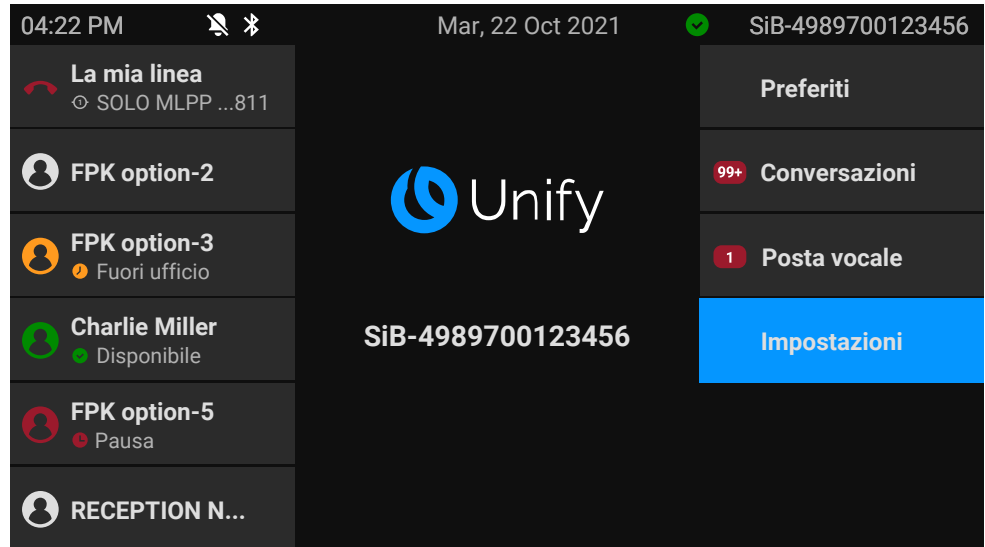 04:22 PM
Mar, 22 Oct 2021
SiB-4989700123456
La mia linea
SOLO MLPP ...811
FPK option-2
FPK option-3
Fuori ufficio
Charlie Miller
Disponibile
FPK option-5
Pausa
RECEPTION N...
Unify
SiB-4989700123456
Preferiti
99+ Conversazioni
1 Posta vocale
Impostazioni